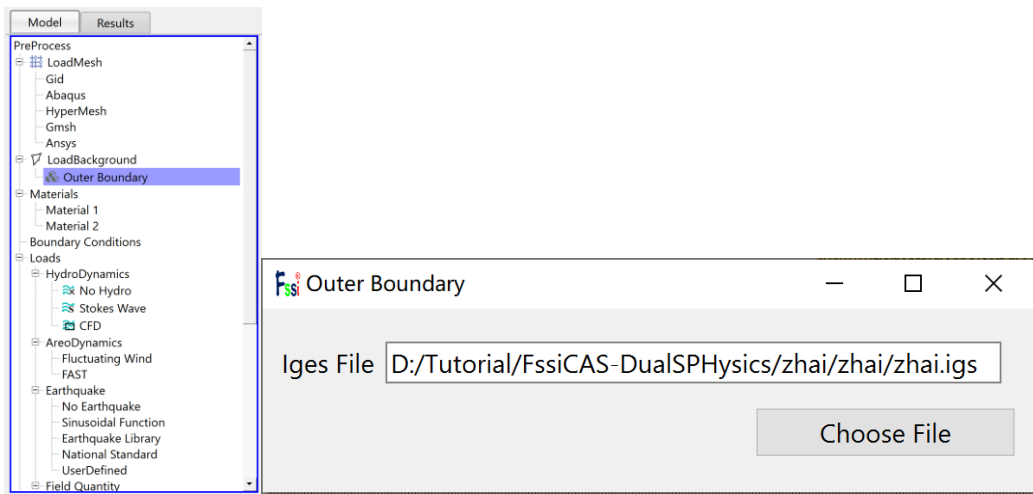 Model Results
PreProcess
LoadMesh
Gid
Abaqus
HyperMesh
Gmsh
Ansys
LoadBackground
Outer Boundary
Materials
Material 1
Material 2
Boundary Conditions
Loads
HydroDynamics
No Hydro
Stokes Wave
CFD
AreoDynamics
Fluctuating Wind
FAST
Earthquake
No Earthquake
Sinusoidal Function
Earthquake Library
National Standard
UserDefined
Field Quantity
Fssi® Outer Boundary
Iges File D:/Tutorial/FssiCAS-DualSPHysics/zhai/zhai/zhai.igs
Choose File